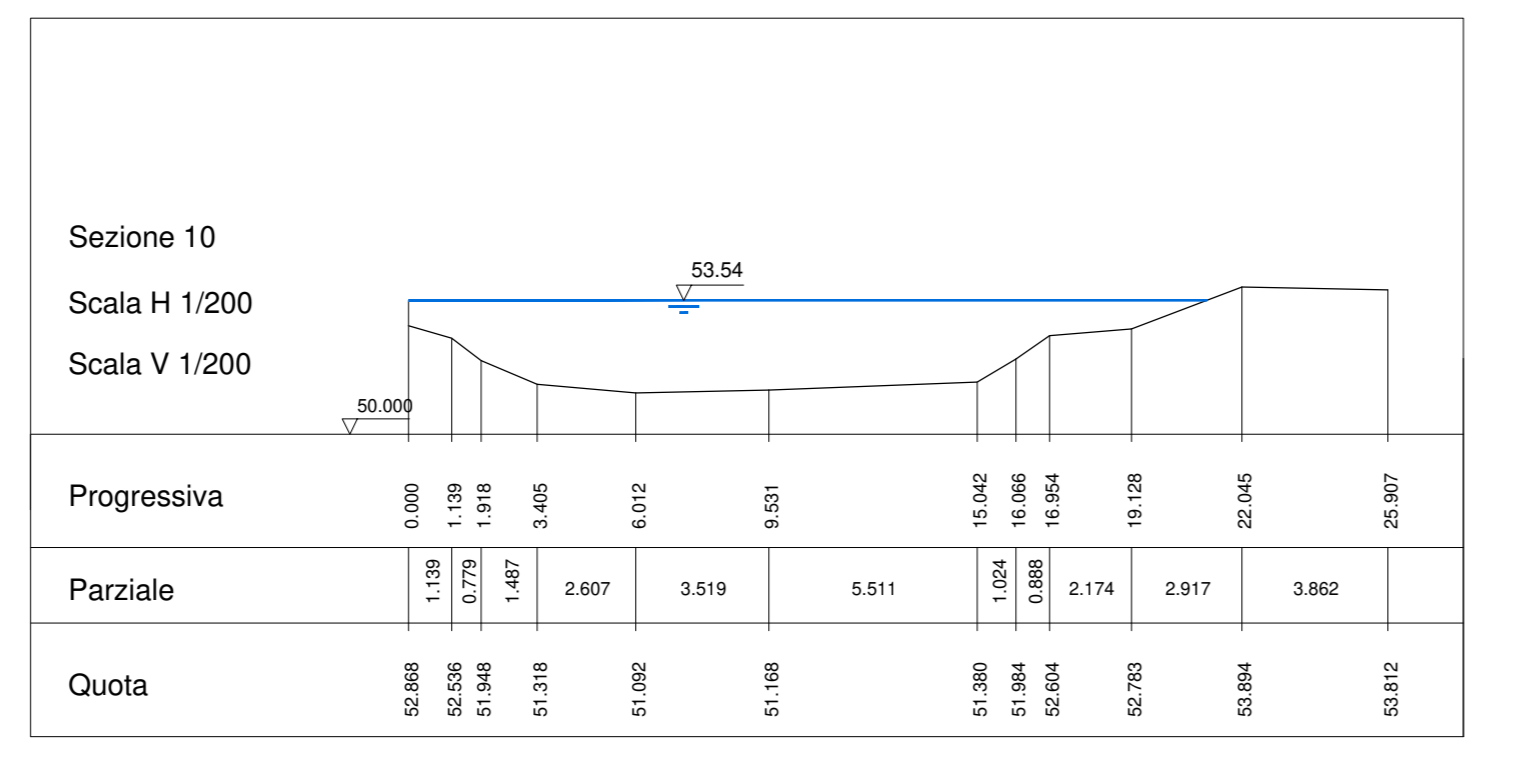 Sezione 10
53.54
Scala H 1/200
Scala V 1/200
50.000
Progressiva 0.000 1.139 1.918 3.405 6.012 9.531 15.042 16.066 16.954 19.128 22.045 25.907
Parziale 1.139 0.779 1.487 2.607 3.519 5.511 1.024 0.888 2.174 2.917 3.862
Quota 52.868 52.536 51.948 51.318 51.092 51.168 51.380 51.984 52.604 52.783 53.894 53.812